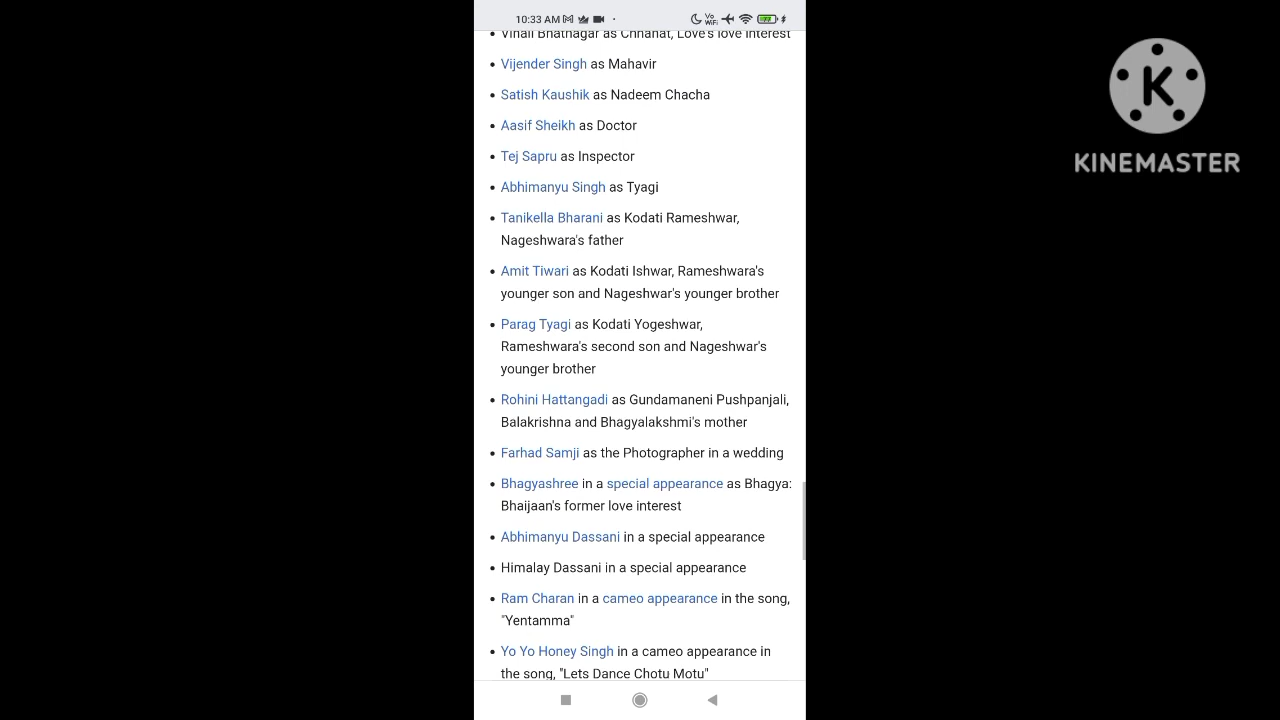 10:33 AM
Vo
WiFi
• Vinali Bhatnagar as Chhahat, Love's love interest
• Vijender Singh as Mahavir
• Satish Kaushik as Nadeem Chacha
• Aasif Sheikh as Doctor
• Tej Sapru as Inspector
• Abhimanyu Singh as Tyagi
• Tanikella Bharani as Kodati Rameshwar,
Nageshwara's father
• Amit Tiwari as Kodati Ishwar, Rameshwara's
younger son and Nageshwar's younger brother
• Parag Tyagi as Kodati Yogeshwar,
Rameshwara's second son and Nageshwar's
younger brother
• Rohini Hattangadi as Gundamaneni Pushpanjali,
Balakrishna and Bhagyalakshmi's mother
• Farhad Samji as the Photographer in a wedding
• Bhagyashree in a special appearance as Bhagya:
Bhaijaan's former love interest
• Abhimanyu Dassani in a special appearance
• Himalay Dassani in a special appearance
• Ram Charan in a cameo appearance in the song,
"Yentamma"
• Yo Yo Honey Singh in a cameo appearance in
the song, "Lets Dance Chotu Motu"
K
KINEMASTER